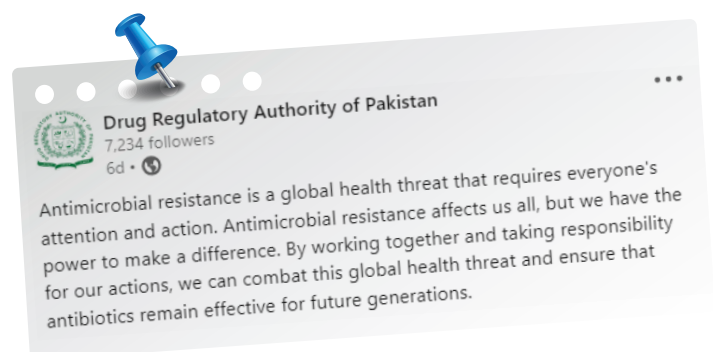 Drug Regulatory Authority of Pakistan
7,234 followers
6d •
Antimicrobial resistance is a global health threat that requires everyone's
attention and action. Antimicrobial resistance affects us all, but we have the
power to make a difference. By working together and taking responsibility
for our actions, we can combat this global health threat and ensure that
antibiotics remain effective for future generations.